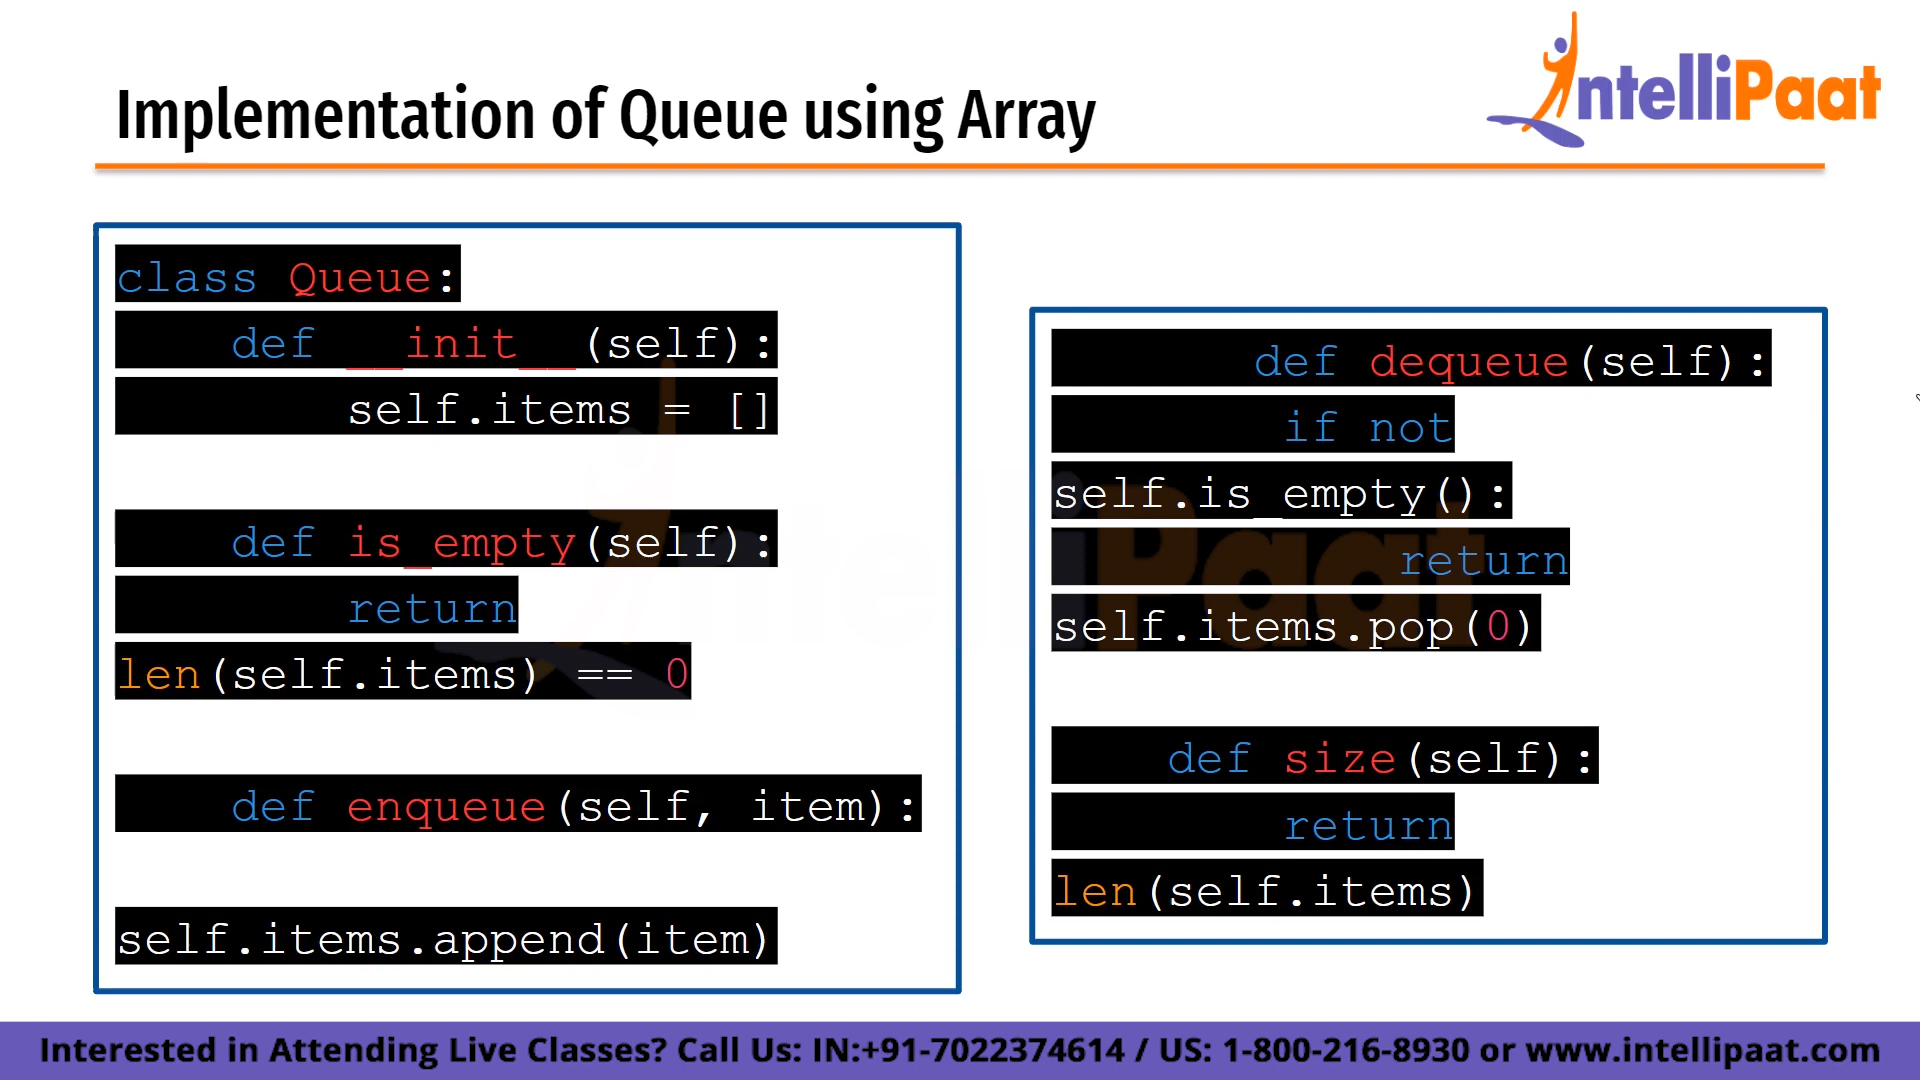 Implementation of Queue using Array
IntelliPaat
class Queue:
    def __init__(self):
        self.items = []
    def is_empty(self):
        return
len(self.items) == 0
    def enqueue(self, item):
self.items.append(item)
       def dequeue(self):
        if not
self.is_empty():
            return
self.items.pop(0)
    def size(self):
        return
len(self.items)
Interested in Attending Live Classes? Call Us: IN:+91-7022374614 / US: 1-800-216-8930 or www.intellipaat.com